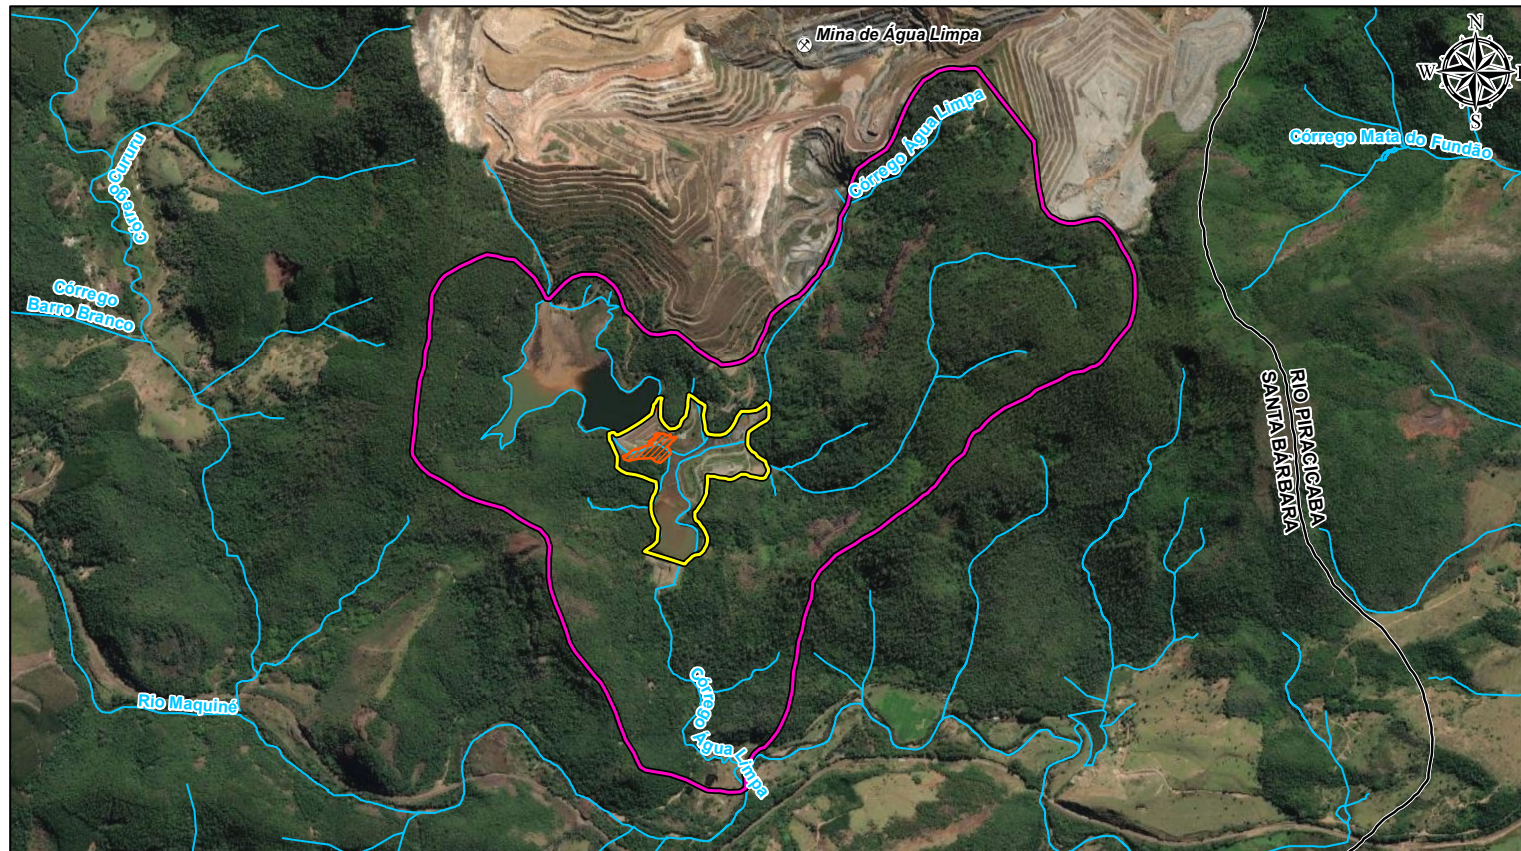 Mina de Água Limpa
N
W
S
Córrego Água Limpa
Córrego Mata do Fundão
Córrego
Cururu
Córrego
Barro Branco
RIO PIRACICABA
SANTA BÁRBARA
Rio Maquiné
Córrego Água Limpa